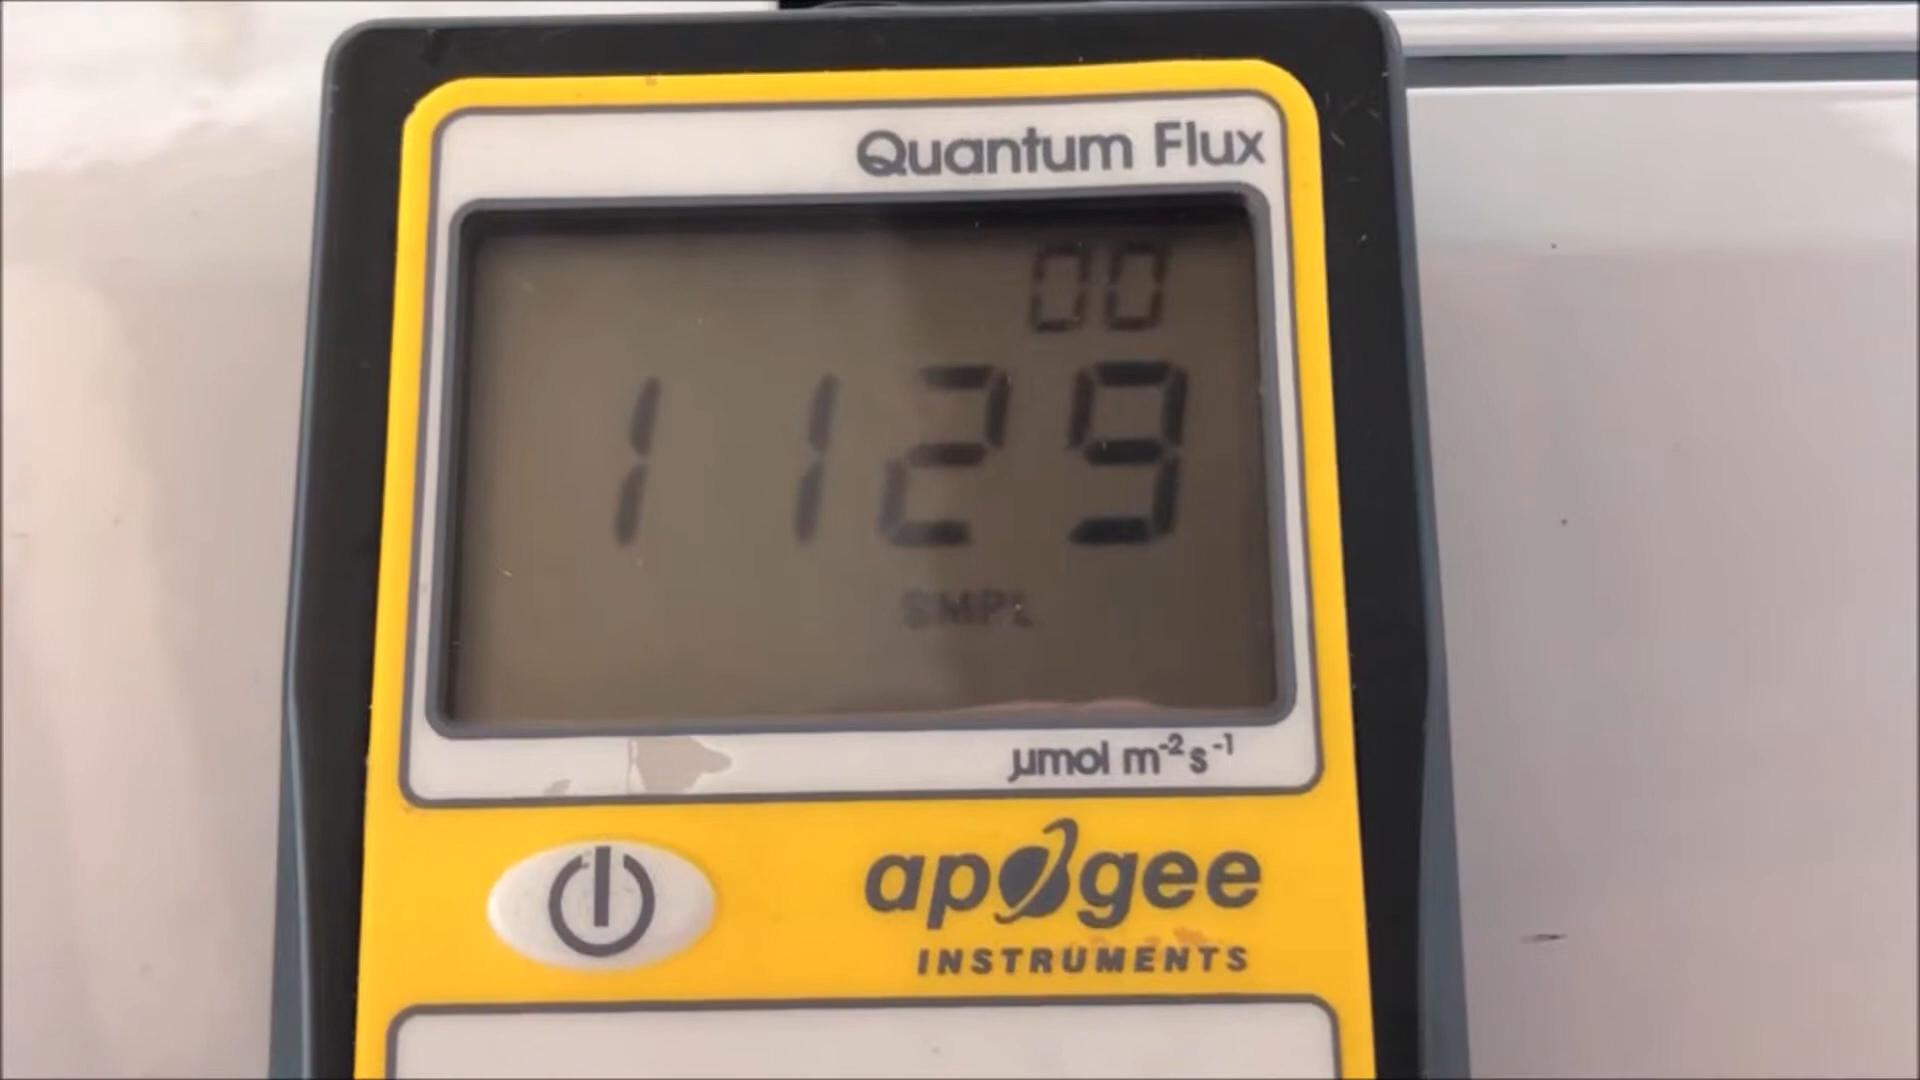 Quantum Flux
00
1129
SMPL
µmol m⁻² s⁻¹
apogee
INSTRUMENTS